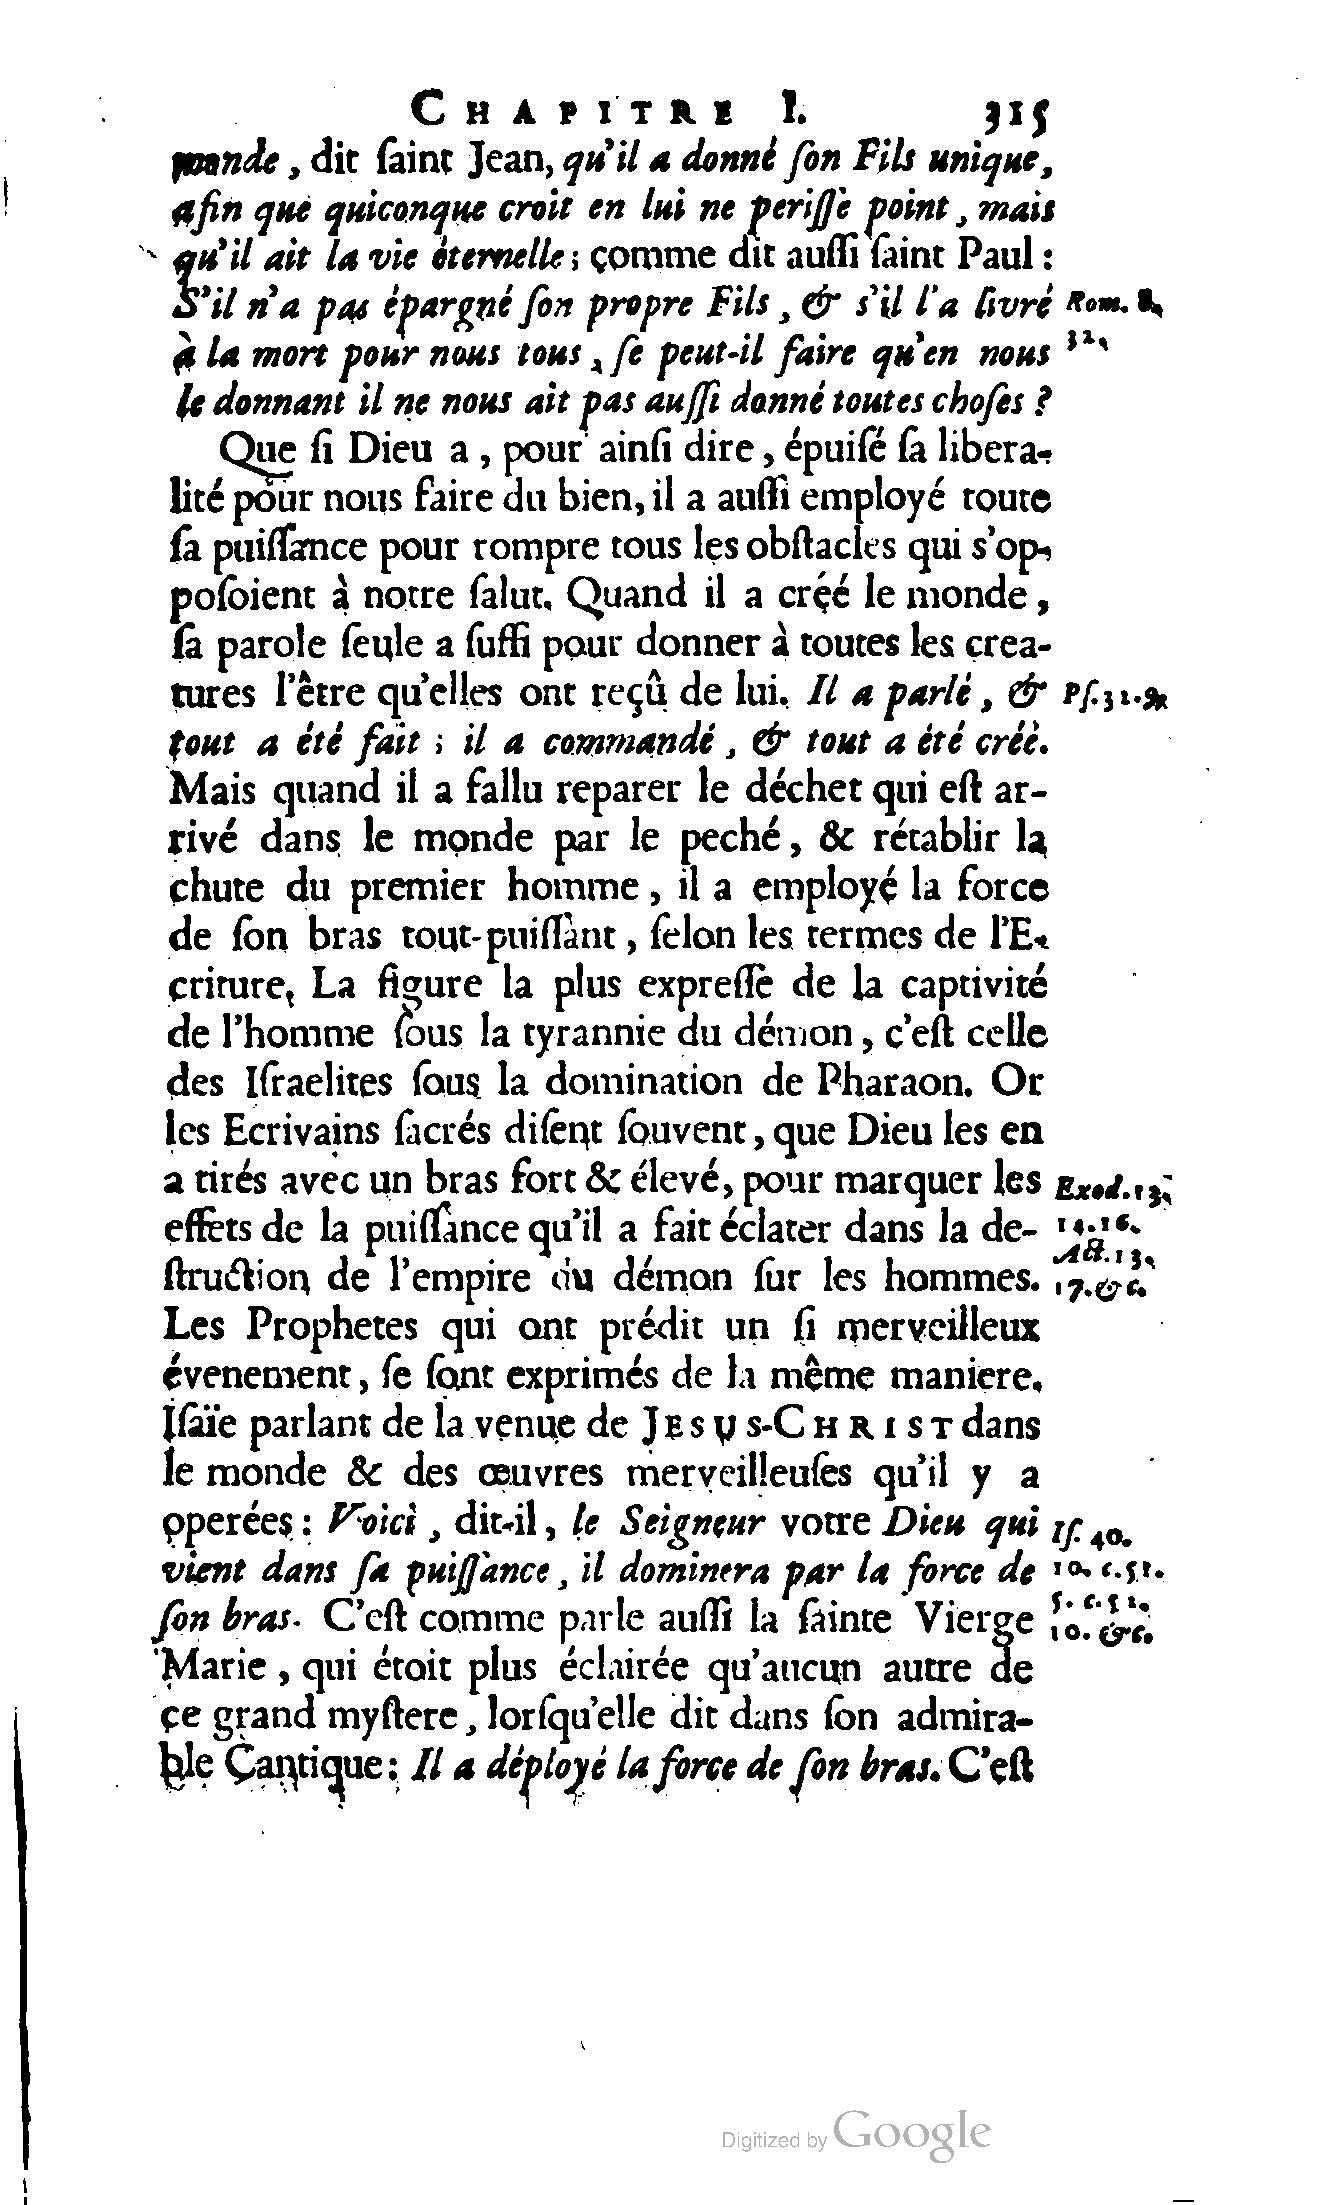 CHAPITRE I. 315
monde, dit ſaint Jean, qu'il a donné ſon Fils unique,
afin que quiconque croit en lui ne periſſe point, mais
qu'il ait la vie éternelle; comme dit auſſi ſaint Paul :
S'il n'a pas épargné ſon propre Fils, & s'il l'a livré
Rom. 8.
à la mort pour nous tous, ſe peut-il faire qu'en nous
32.
le donnant il ne nous ait pas auſſi donné toutes choſes ?
Que ſi Dieu a, pour ainſi dire, épuiſé ſa libera-
lité pour nous faire du bien, il a auſſi employé toute
ſa puiſſance pour rompre tous les obſtacles qui s'op-
poſoient à notre ſalut. Quand il a créé le monde,
ſa parole ſeule a ſuffi pour donner à toutes les crea-
tures l'être qu'elles ont reçû de lui. Il a parlé, &
Pſ. 32. 9.
tout a été fait ; il a commandé, & tout a été créé.
Mais quand il a fallu reparer le déchet qui eſt ar-
rivé dans le monde par le peché, & rétablir la
chute du premier homme, il a employé la force
de ſon bras tout-puiſſant, ſelon les termes de l'E-
criture. La figure la plus expreſſe de la captivité
de l'homme ſous la tyrannie du démon, c'eſt celle
des Iſraelites ſous la domination de Pharaon. Or
les Ecrivains ſacrés diſent ſouvent, que Dieu les en
a tirés avec un bras fort & élevé, pour marquer les
Exod. 13.
effets de la puiſſance qu'il a fait éclater dans la de-
14. 16.
ſtruction de l'empire du démon ſur les hommes.
Act. 13.
17. &c.
Les Prophetes qui ont prédit un ſi merveilleux
évenement, ſe ſont exprimés de la même maniere.
Iſaïe parlant de la venue de JESUS-CHRIST dans
le monde & des œuvres merveilleuſes qu'il y a
operées : Voici, dit-il, le Seigneur votre Dieu qui
Iſ. 40.
vient dans ſa puiſſance, il dominera par la force de
10. c. 51.
ſon bras. C'eſt comme parle auſſi la ſainte Vierge
5. c. 52.
10. &c.
Marie, qui étoit plus éclairée qu'aucun autre de
ce grand myſtere, lorſqu'elle dit dans ſon admira-
ble Cantique : Il a déployé la force de ſon bras. C'eſt
Digitized by Google